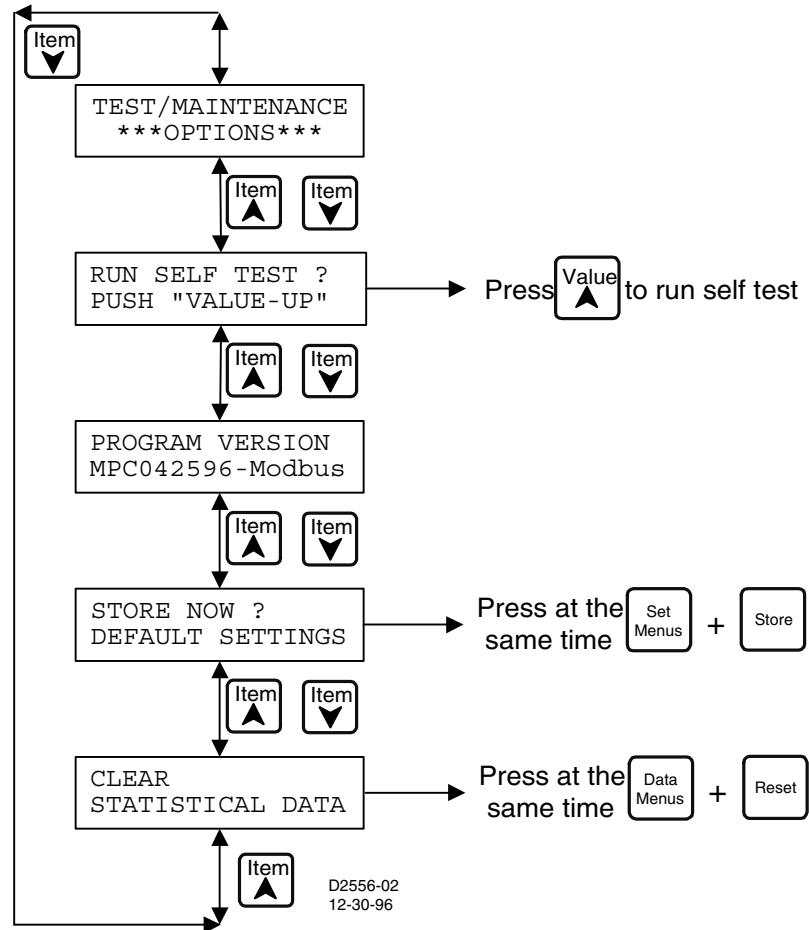 Item
TEST/MAINTENANCE
***OPTIONS***
Item Item
RUN SELF TEST ?
PUSH "VALUE-UP"
Press Value to run self test
Item Item
PROGRAM VERSION
MPC042596-Modbus
Item Item
STORE NOW ?
DEFAULT SETTINGS
Press at the
same time
Set
Menus
+
Store
Item Item
CLEAR
STATISTICAL DATA
Press at the
same time
Data
Menus
+
Reset
Item
D2556-02
12-30-96